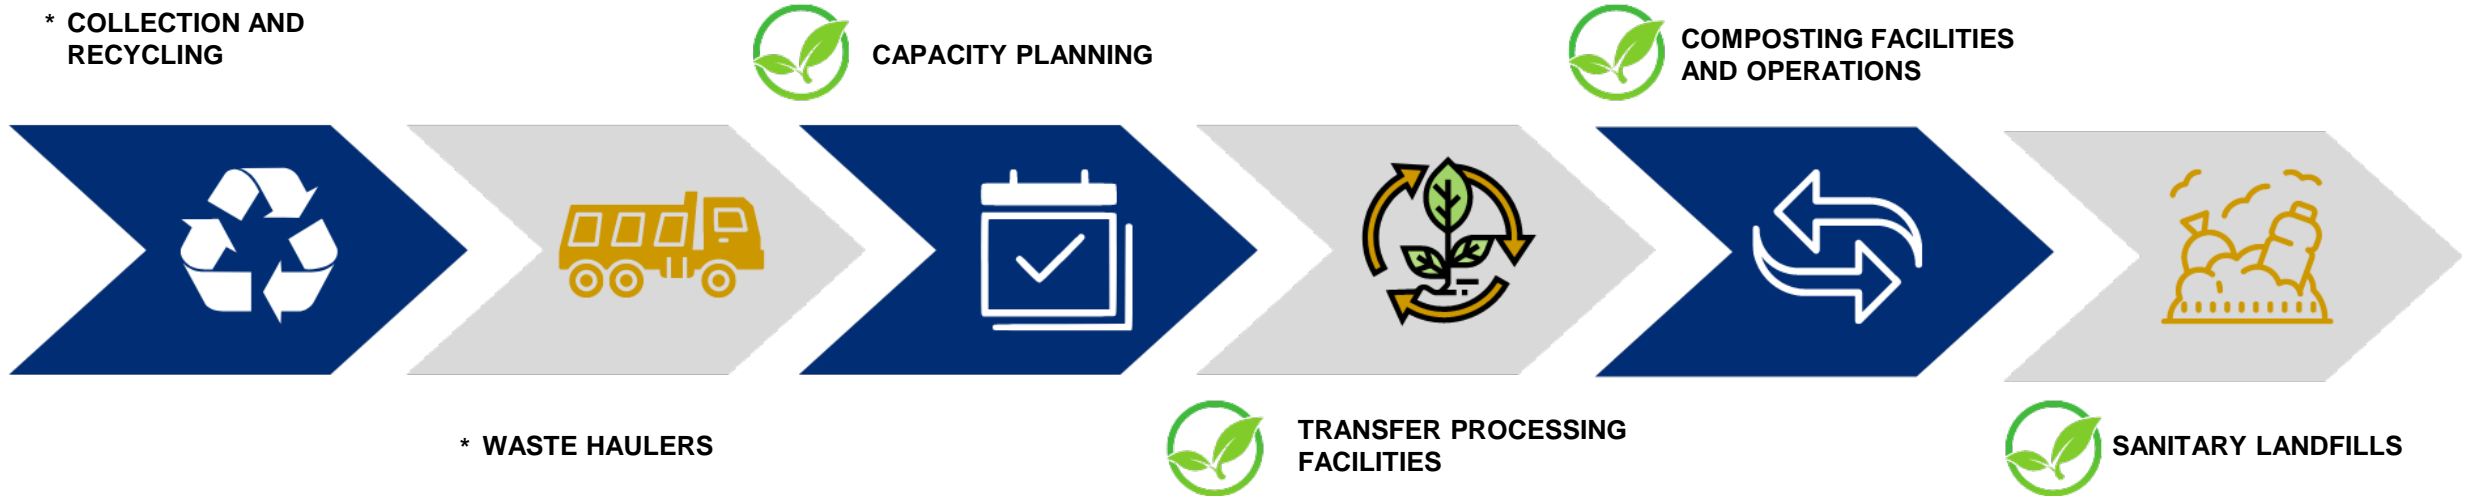 * COLLECTION AND
RECYCLING
CAPACITY PLANNING
COMPOSTING FACILITIES
AND OPERATIONS
* WASTE HAULERS
TRANSFER PROCESSING
FACILITIES
SANITARY LANDFILLS